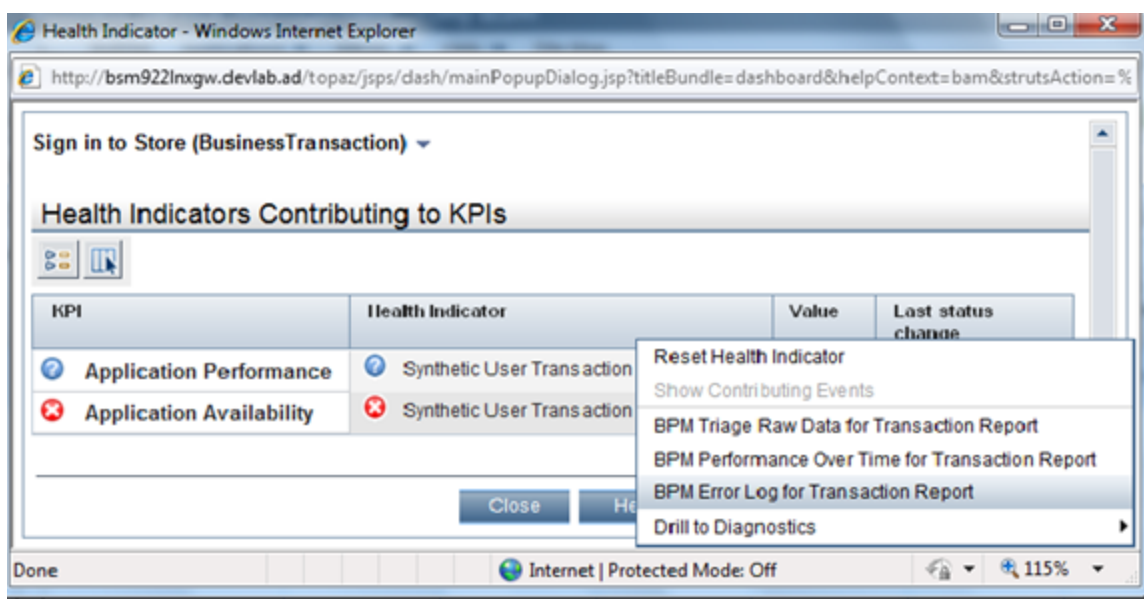 Health Indicator - Windows Internet Explorer
http://bsm922lnxgw.devlab.ad/topaz/jsps/dash/mainPopupDialog.jsp?titleBundle=dashboard&helpContext=bam&strutsAction=%
Sign in to Store (BusinessTransaction)
Health Indicators Contributing to KPIs
KPI Health Indicator Value Last status
change
Application Performance Synthetic User Transaction
Application Availability Synthetic User Transaction
Reset Health Indicator
Show Contributing Events
BPM Triage Raw Data for Transaction Report
BPM Performance Over Time for Transaction Report
BPM Error Log for Transaction Report
Drill to Diagnostics
Close He
Done Internet | Protected Mode: Off 115%